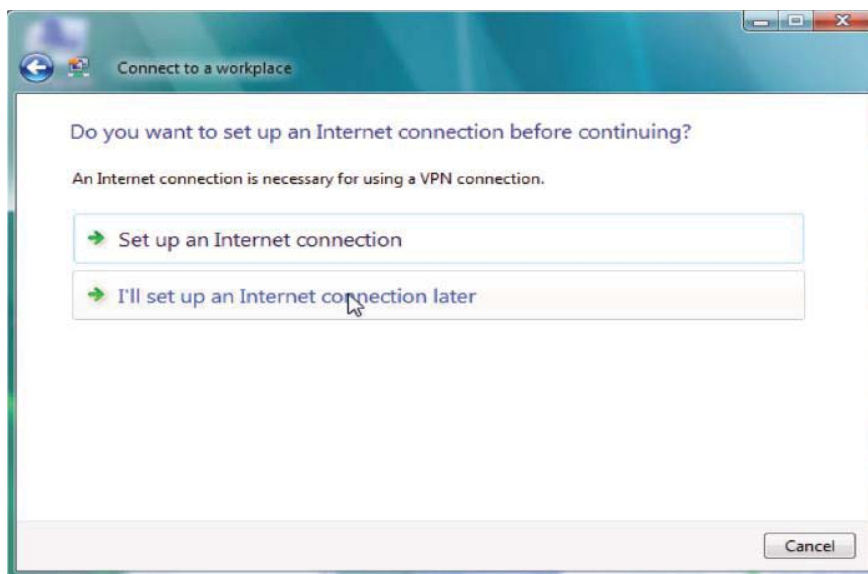 Connect to a workplace
Do you want to set up an Internet connection before continuing?
An Internet connection is necessary for using a VPN connection.
Set up an Internet connection
I'll set up an Internet connection later
Cancel